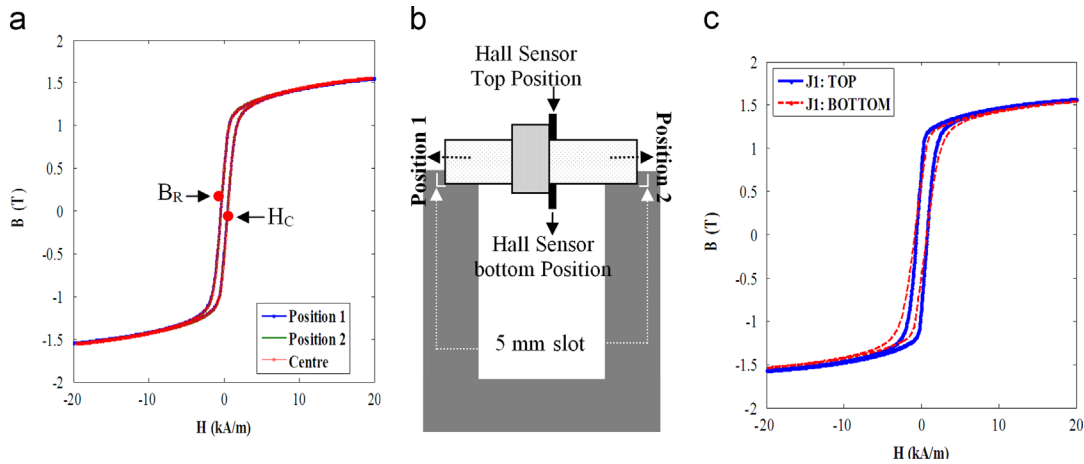 a
2
1.5
1
0.5
0
-0.5
-1
-1.5
-2
B (T)
B_R
H_C
Position 1
Position 2
Centre
-20
-10
0
10
20
H (kA/m)
b
Hall Sensor
Top Position
Position 1
Position 2
Hall Sensor
bottom Position
5 mm slot
c
2
1.5
1
0.5
0
-0.5
-1
-1.5
-2
B (T)
J1: TOP
J1: BOTTOM
-20
-10
0
10
20
H (kA/m)